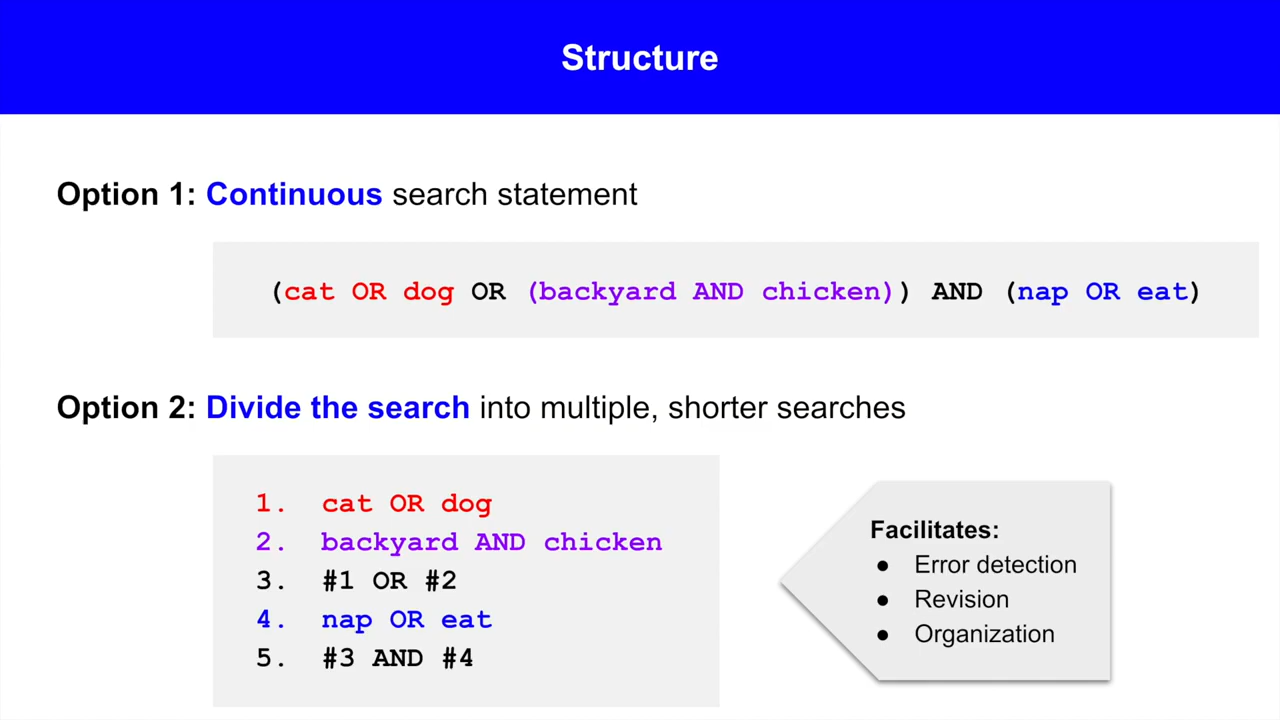 Structure
Option 1: Continuous search statement
(cat OR dog OR (backyard AND chicken)) AND (nap OR eat)
Option 2: Divide the search into multiple, shorter searches
1. cat OR dog
2. backyard AND chicken
3. #1 OR #2
4. nap OR eat
5. #3 AND #4
Facilitates:
● Error detection
● Revision
● Organization